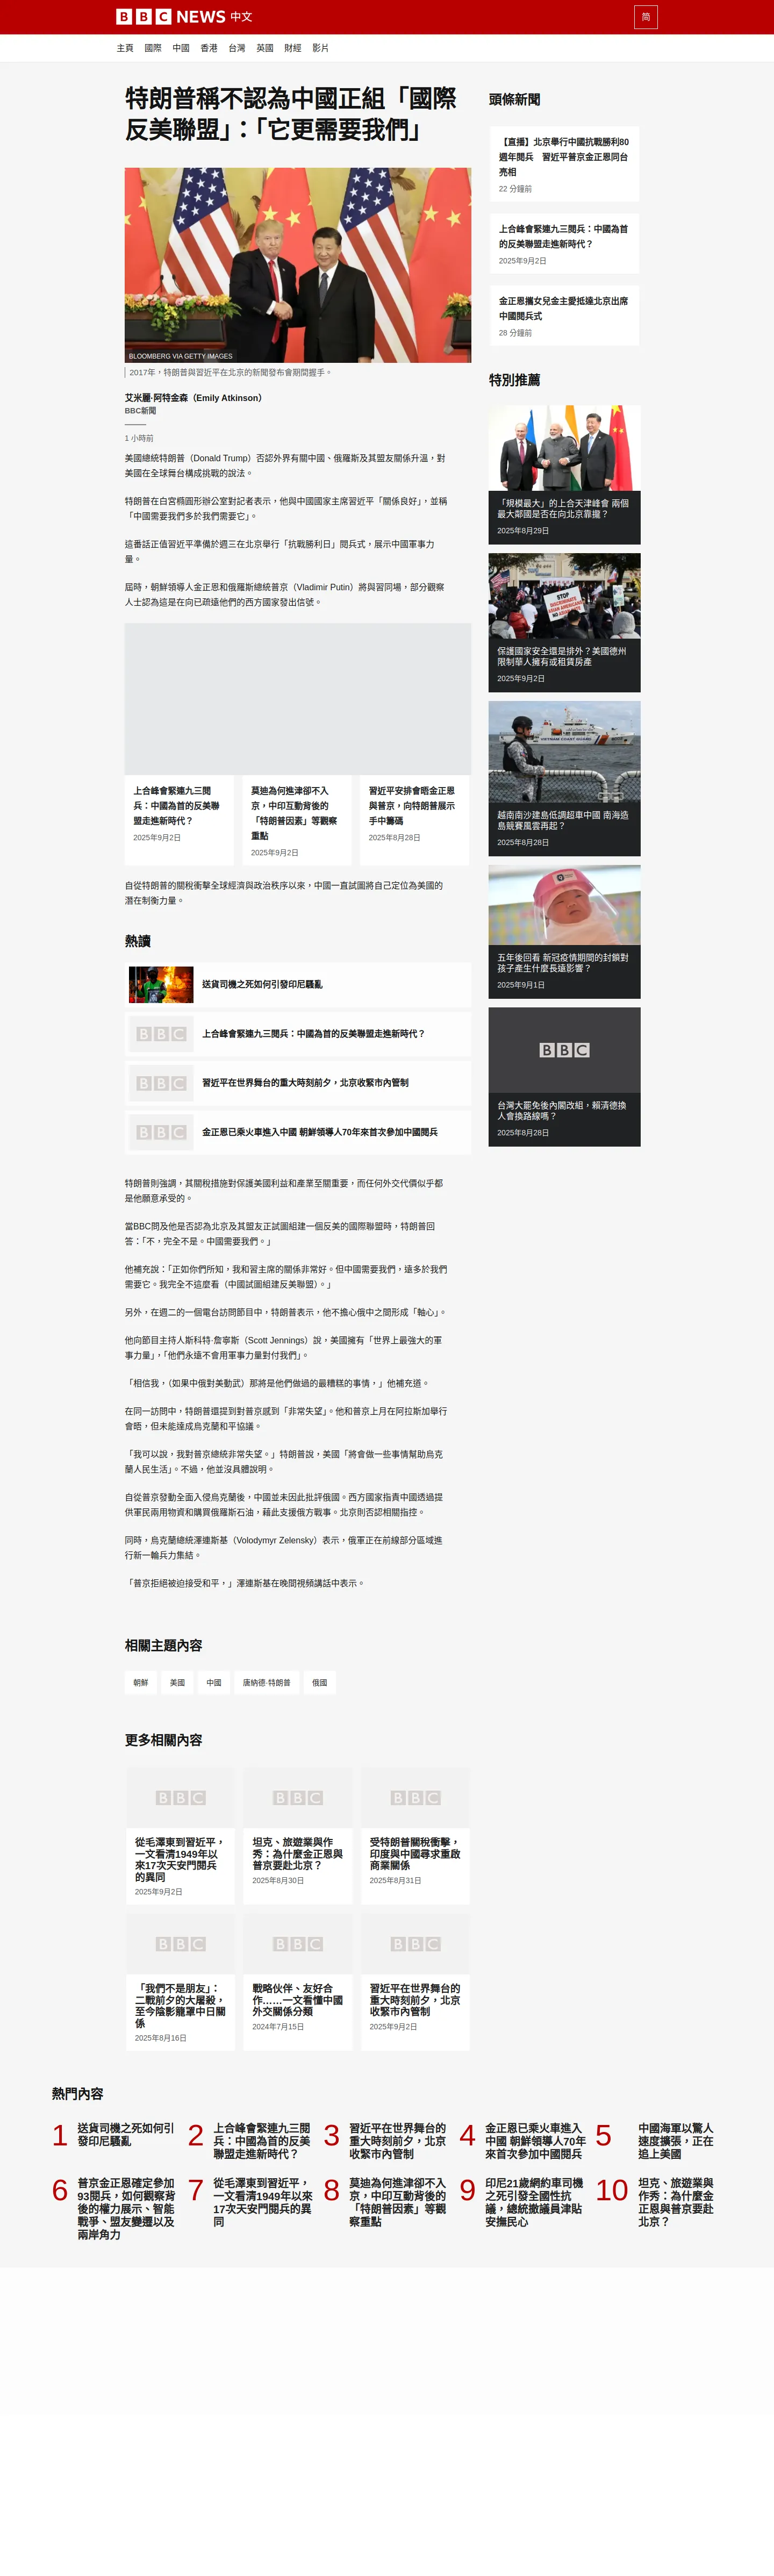 BBC NEWS 中文
简
主頁 國際 中國 香港 台灣 英國 財經 影片
特朗普稱不認為中國正組「國際
反美聯盟」：「它更需要我們」
BLOOMBERG VIA GETTY IMAGES
2017年，特朗普與習近平在北京的新聞發布會期間握手。
艾米麗·阿特金森（Emily Atkinson）
BBC新聞
1 小時前
美國總統特朗普（Donald Trump）否認外界有關中國、俄羅斯及其盟友關係升溫，對
美國在全球舞台構成挑戰的說法。
特朗普在白宮橢圓形辦公室對記者表示，他與中國國家主席習近平「關係良好」，並稱
「中國需要我們多於我們需要它」。
這番話正值習近平準備於週三在北京舉行「抗戰勝利日」閱兵式，展示中國軍事力
量。
屆時，朝鮮領導人金正恩和俄羅斯總統普京（Vladimir Putin）將與習同場，部分觀察
人士認為這是在向已疏遠他們的西方國家發出信號。
上合峰會緊連九三閱
兵：中國為首的反美聯
盟走進新時代？
2025年9月2日
莫迪為何進津卻不入
京，中印互動背後的
「特朗普因素」等觀察
重點
2025年9月2日
習近平安排會晤金正恩
與普京，向特朗普展示
手中籌碼
2025年8月28日
自從特朗普的關稅衝擊全球經濟與政治秩序以來，中國一直試圖將自己定位為美國的
潛在制衡力量。
熱讀
送貨司機之死如何引發印尼騷亂
BBC
上合峰會緊連九三閱兵：中國為首的反美聯盟走進新時代？
BBC
習近平在世界舞台的重大時刻前夕，北京收緊市內管制
BBC
金正恩已乘火車進入中國 朝鮮領導人70年來首次參加中國閱兵
特朗普則強調，其關稅措施對保護美國利益和產業至關重要，而任何外交代價似乎都
是他願意承受的。
當BBC問及他是否認為北京及其盟友正試圖組建一個反美的國際聯盟時，特朗普回
答：「不，完全不是。中國需要我們。」
他補充說：「正如你們所知，我和習主席的關係非常好。但中國需要我們，遠多於我們
需要它。我完全不這麼看（中國試圖組建反美聯盟）。」
另外，在週二的一個電台訪問節目中，特朗普表示，他不擔心俄中之間形成「軸心」。
他向節目主持人斯科特·詹寧斯（Scott Jennings）說，美國擁有「世界上最強大的軍
事力量」，「他們永遠不會用軍事力量對付我們」。
「相信我，（如果中俄對美動武）那將是他們做過的最糟糕的事情，」他補充道。
在同一訪問中，特朗普還提到對普京感到「非常失望」。他和普京上月在阿拉斯加舉行
會晤，但未能達成烏克蘭和平協議。
「我可以說，我對普京總統非常失望。」特朗普說，美國「將會做一些事情幫助烏克
蘭人民生活」。不過，他並沒具體說明。
自從普京發動全面入侵烏克蘭後，中國並未因此批評俄國。西方國家指責中國透過提
供軍民兩用物資和購買俄羅斯石油，藉此支援俄方戰事。北京則否認相關指控。
同時，烏克蘭總統澤連斯基（Volodymyr Zelensky）表示，俄軍正在前線部分區域進
行新一輪兵力集結。
「普京拒絕被迫接受和平，」澤連斯基在晚間視頻講話中表示。
相關主題內容
朝鮮 美國 中國 唐納德·特朗普 俄國
更多相關內容
BBC
從毛澤東到習近平，
一文看清1949年以
來17次天安門閱兵
的異同
2025年9月2日
BBC
坦克、旅遊業與作
秀：為什麼金正恩與
普京要赴北京？
2025年8月30日
BBC
受特朗普關稅衝擊，
印度與中國尋求重啟
商業關係
2025年8月31日
BBC
「我們不是朋友」：
二戰前夕的大屠殺，
至今陰影籠罩中日關
係
2025年8月16日
BBC
戰略伙伴、友好合
作……一文看懂中國
外交關係分類
2024年7月15日
BBC
習近平在世界舞台的
重大時刻前夕，北京
收緊市內管制
2025年9月2日
頭條新聞
【直播】北京舉行中國抗戰勝利80
週年閱兵　習近平普京金正恩同台
亮相
22 分鐘前
上合峰會緊連九三閱兵：中國為首
的反美聯盟走進新時代？
2025年9月2日
金正恩攜女兒金主愛抵達北京出席
中國閱兵式
28 分鐘前
特別推薦
「規模最大」的上合天津峰會 兩個
最大鄰國是否在向北京靠攏？
2025年8月29日
STOP
DISCRIMINATE
ASIAN AMERICANS
保護國家安全還是排外？美國德州
限制華人擁有或租賃房產
2025年9月2日
VIETNAM COAST GUARD
越南南沙建島低調超車中國 南海造
島競賽風雲再起？
2025年8月28日
五年後回看 新冠疫情期間的封鎖對
孩子產生什麼長遠影響？
2025年9月1日
BBC
台灣大罷免後內閣改組，賴清德換
人會換路線嗎？
2025年8月28日
熱門內容
1 送貨司機之死如何引
發印尼騷亂
2 上合峰會緊連九三閱
兵：中國為首的反美
聯盟走進新時代？
3 習近平在世界舞台的
重大時刻前夕，北京
收緊市內管制
4 金正恩已乘火車進入
中國 朝鮮領導人70年
來首次參加中國閱兵
5 中國海軍以驚人
速度擴張，正在
追上美國
6 普京金正恩確定參加
93閱兵，如何觀察背
後的權力展示、智能
戰爭、盟友變遷以及
兩岸角力
7 從毛澤東到習近平，
一文看清1949年以來
17次天安門閱兵的異
同
8 莫迪為何進津卻不入
京，中印互動背後的
「特朗普因素」等觀
察重點
9 印尼21歲網約車司機
之死引發全國性抗
議，總統撤議員津貼
安撫民心
10 坦克、旅遊業與
作秀：為什麼金
正恩與普京要赴
北京？